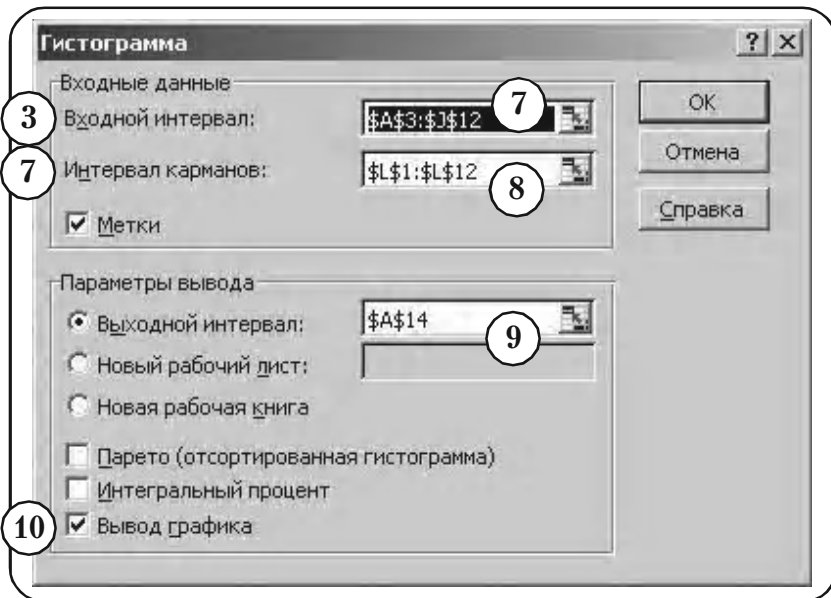 Гистограмма ? ×
Входные данные
3 Входной интервал: $A$3:$J$12 7
OK
7 Интервал карманов: $L$1:$L$12 8
Отмена
Метки
Справка
Параметры вывода
Выходной интервал: $A$14 9
Новый рабочий лист:
Новая рабочая книга
Парето (отсортированная гистограмма)
Интегральный процент
10 Вывод графика